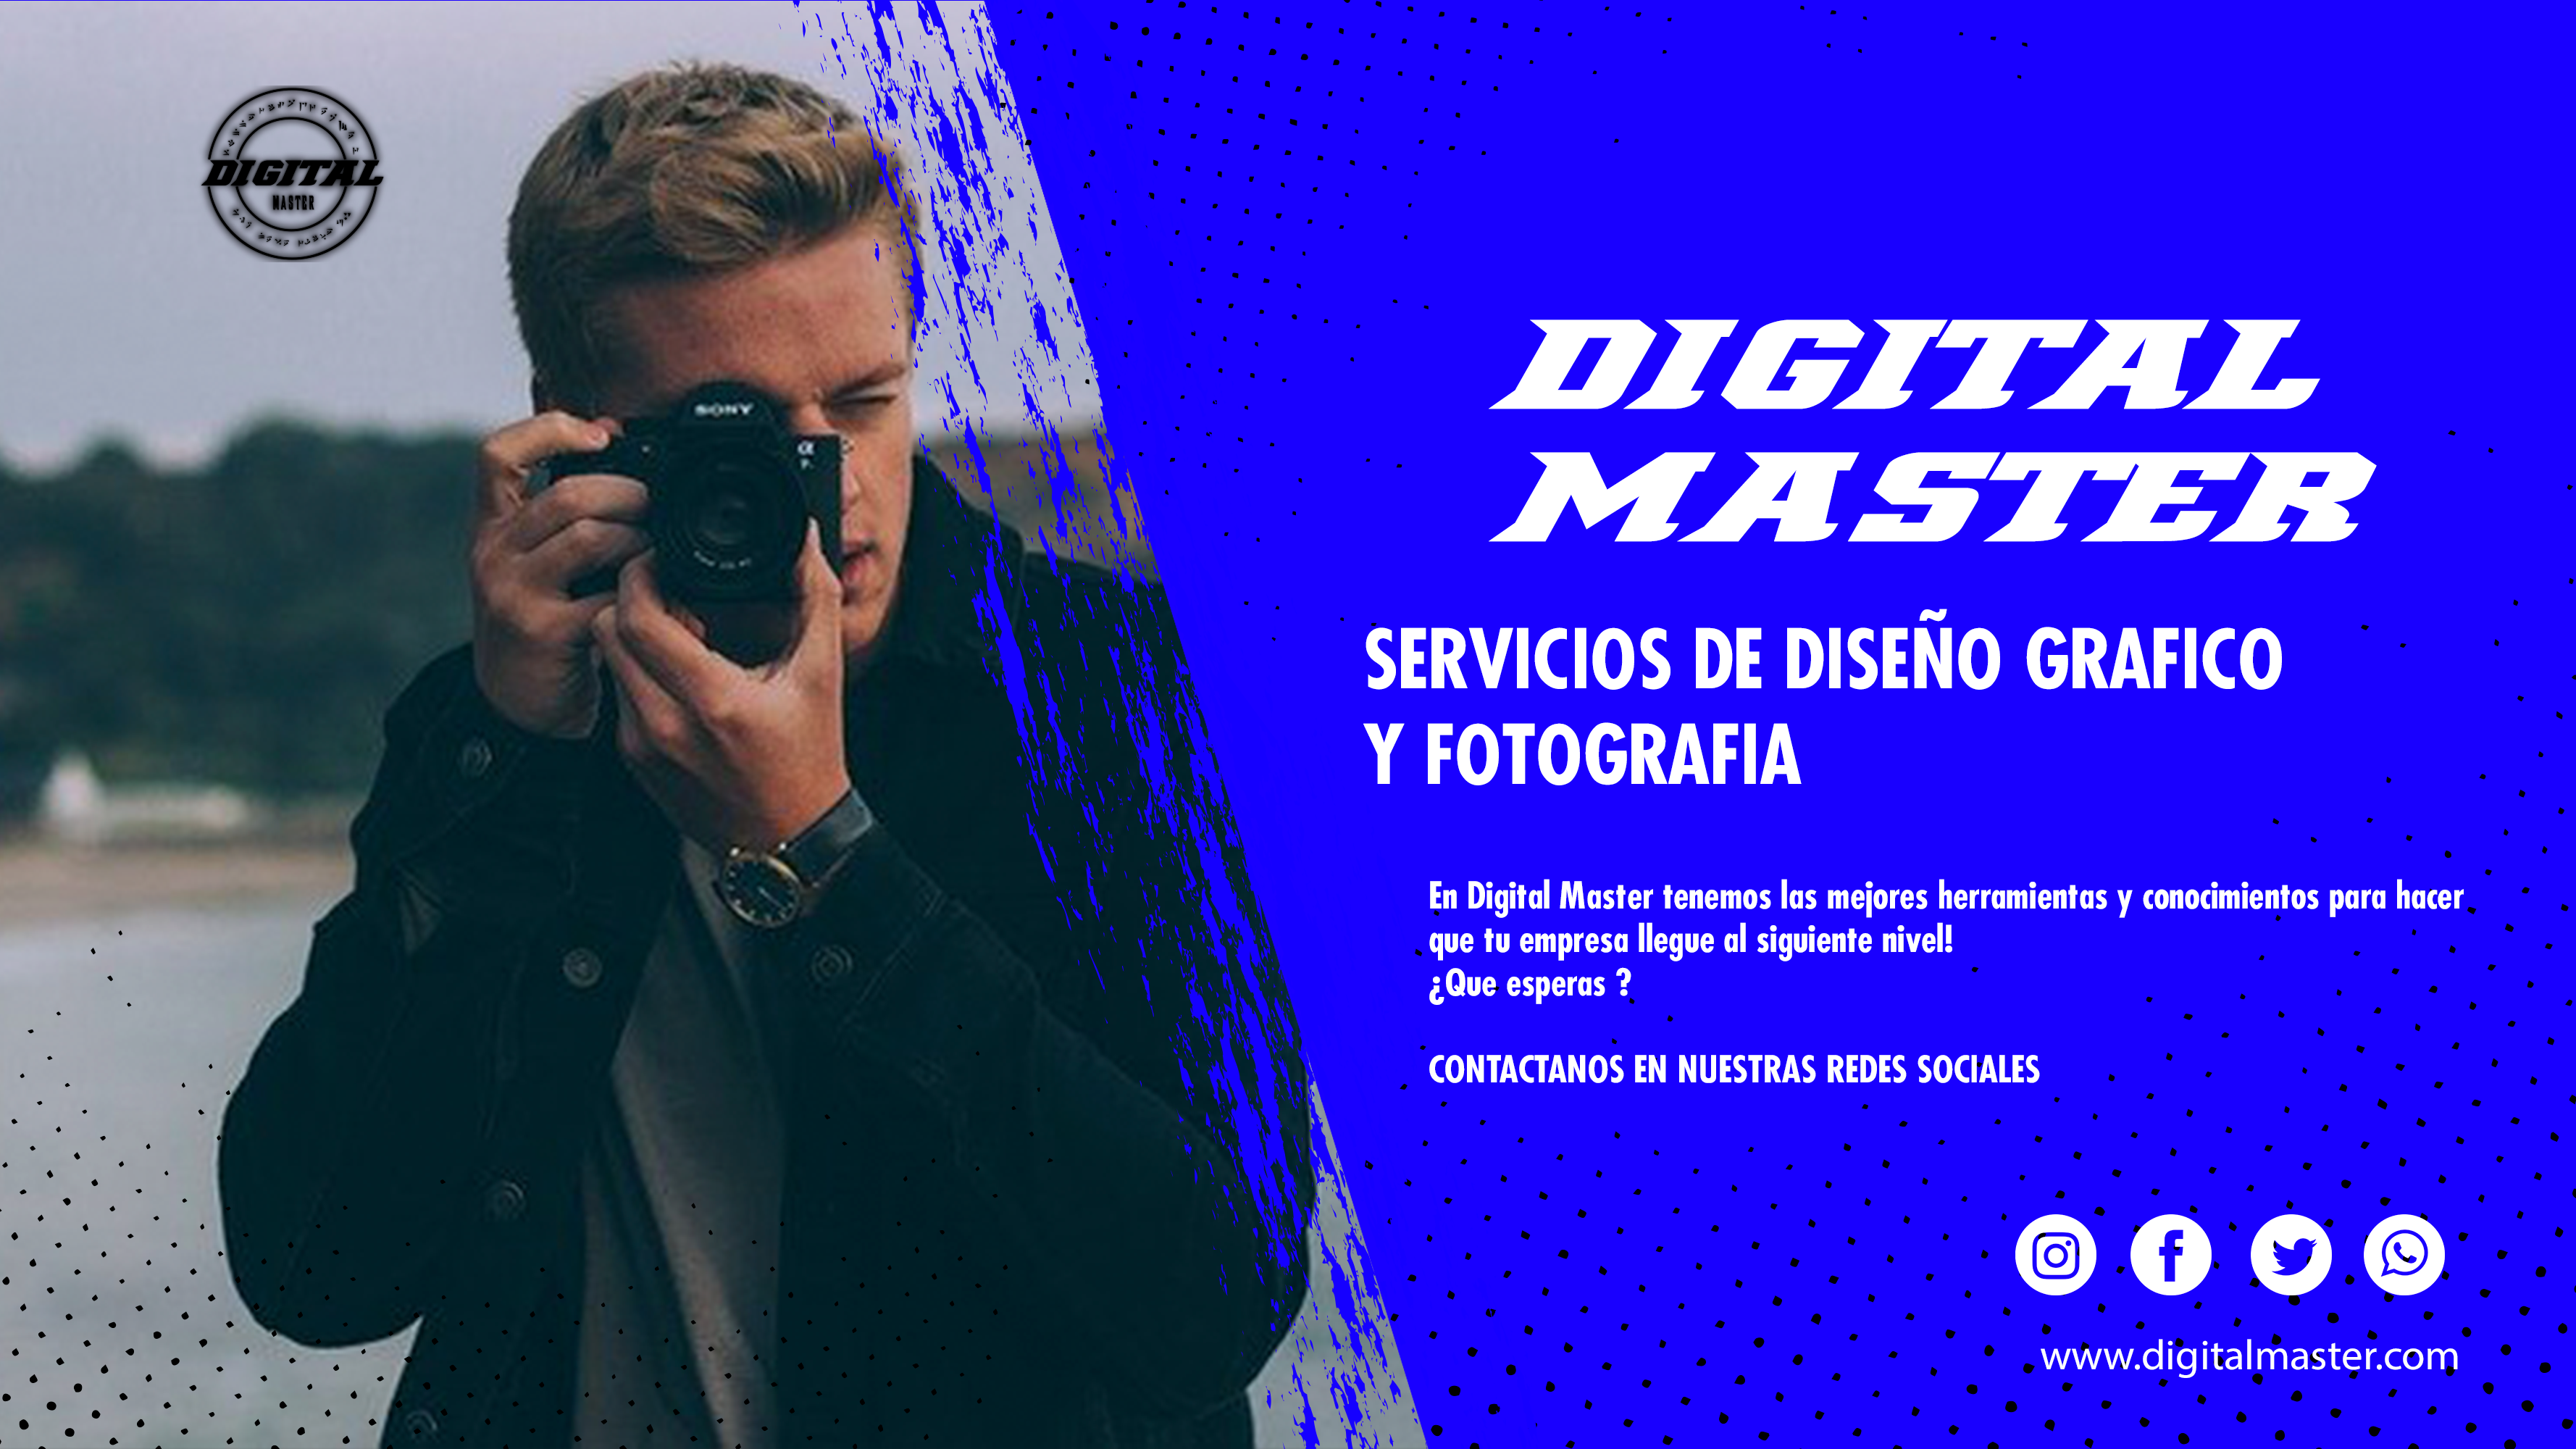 DIGITAL
MASTER
SONY
α
7
DIGITAL
MASTER
SERVICIOS DE DISEÑO GRAFICO
Y FOTOGRAFIA
En Digital Master tenemos las mejores herramientas y conocimientos para hacer
que tu empresa llegue al siguiente nivel!
¿Que esperas ?
CONTACTANOS EN NUESTRAS REDES SOCIALES
www.digitalmaster.com